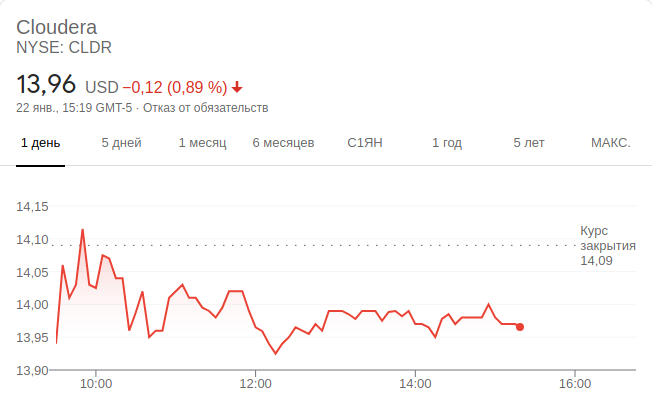 Cloudera
NYSE: CLDR
13,96 USD −0,12 (0,89 %)
22 янв., 15:19 GMT-5 · Отказ от обязательств
1 день 5 дней 1 месяц 6 месяцев С1ЯН 1 год 5 лет МАКС.
14,15
14,10
14,05
14,00
13,95
13,90
Курс
закрытия
14,09
10:00 12:00 14:00 16:00